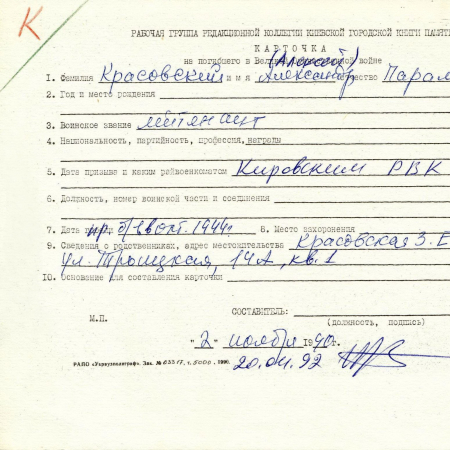 К
РАБОЧАЯ ГРУППА РЕДАКЦИОННОЙ КОЛЛЕГИИ КИЕВСКОЙ ГОРОДСКОЙ КНИГИ ПАМЯТИ
КАРТОЧКА
на погибшего в Великой Отечественной войне
(Алексей)
1. Фамилия Красовский имя Александр отчество Парам
2. Год и место рождения
3. Воинское звание лейтенант
4. Национальность, партийность, профессия, награды
5. Дата призыва и каким райвоенкоматом Кировским РВК
6. Должность, номер воинской части и соединения
7. Дата пр. б/в окт. 1944г 8. Место захоронения
9. Сведения о родственниках, адрес местожительства Красовская З. Е
ул. Троицкая, 14А, кв. 1
10. Основание для составления карточки
СОСТАВИТЕЛЬ:
М.П. (должность, подпись)
"2" ноября 1990 г.
РАПО «Укрвузполиграф». Зак. № 03317, т. 5000. 1990. 20.04.92